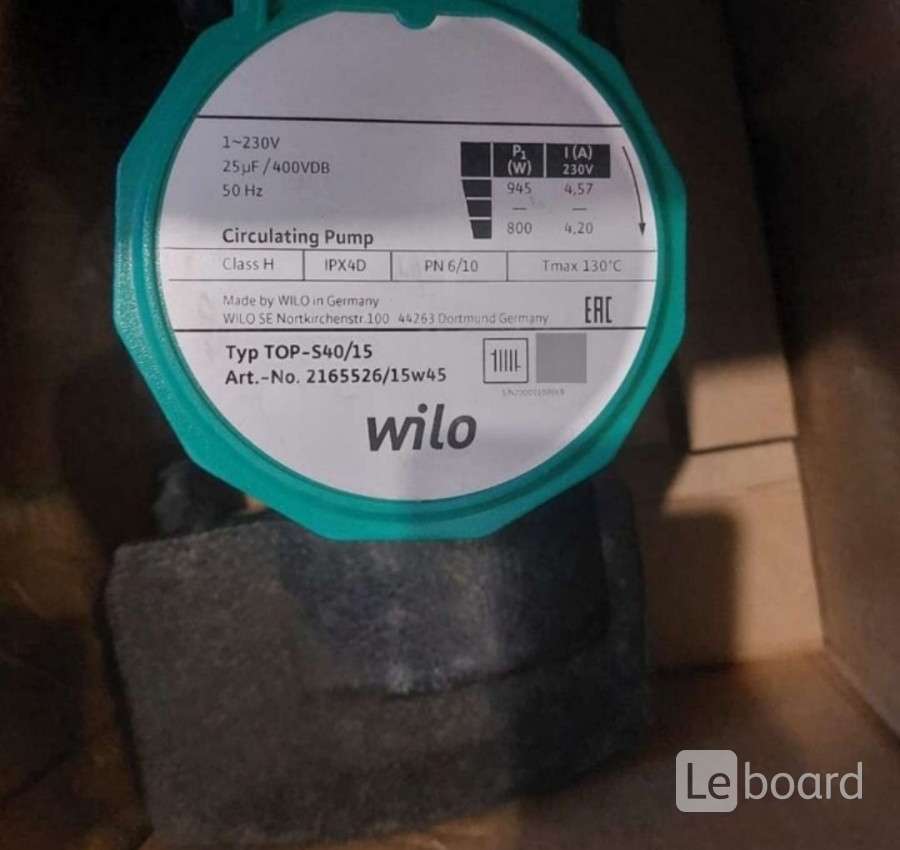 1~230V
25µF/400VDB
50 Hz
P₁ (W) I (A) 230V
945 4,57
— —
800 4,20
Circulating Pump
Class H IPX4D PN 6/10 Tmax 130°C
Made by WILO in Germany
WILO SE Nortkirchenstr.100 44263 Dortmund Germany
EAC
Typ TOP-S40/15
Art.-No. 2165526/15w45
wilo
Le board